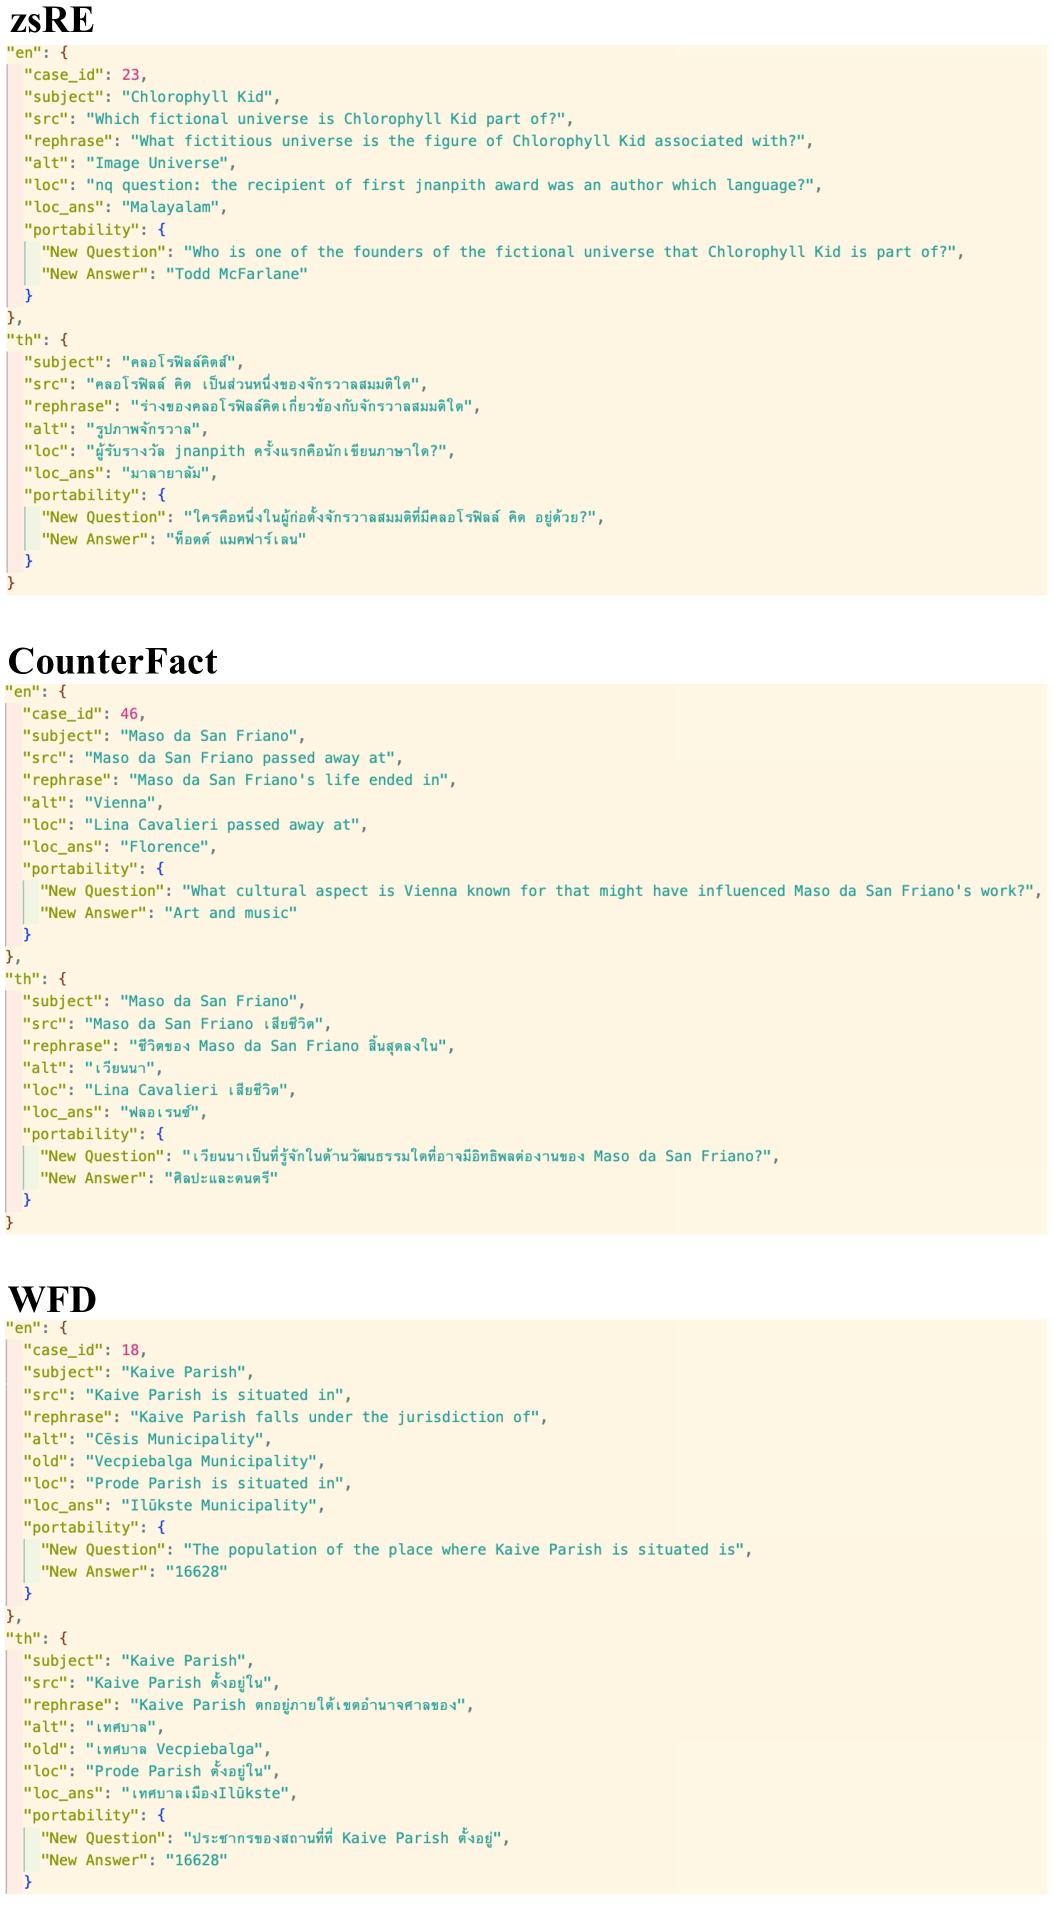 zsRE
"en": {
"case_id": 23,
"subject": "Chlorophyll Kid",
"src": "Which fictional universe is Chlorophyll Kid part of?",
"rephrase": "What fictitious universe is the figure of Chlorophyll Kid associated with?",
"alt": "Image Universe",
"loc": "nq question: the recipient of first jnanpith award was an author which language?",
"loc_ans": "Malayalam",
"portability": {
"New Question": "Who is one of the founders of the fictional universe that Chlorophyll Kid is part of?",
"New Answer": "Todd McFarlane"
}
},
"th": {
"subject": "คลอโรฟิลล์คิดส์",
"src": "คลอโรฟิลล์ คิด เป็นส่วนหนึ่งของจักรวาลสมมติใด",
"rephrase": "ร่างของคลอโรฟิลล์คิดเกี่ยวข้องกับจักรวาลสมมติใด",
"alt": "รูปภาพจักรวาล",
"loc": "ผู้รับรางวัล jnanpith ครั้งแรกคือนักเขียนภาษาใด?",
"loc_ans": "มาลายาลัม",
"portability": {
"New Question": "ใครคือหนึ่งในผู้ก่อตั้งจักรวาลสมมติที่มีคลอโรฟิลล์ คิด อยู่ด้วย?",
"New Answer": "ท็อดด์ แมคฟาร์เลน"
}
}
CounterFact
"en": {
"case_id": 46,
"subject": "Maso da San Friano",
"src": "Maso da San Friano passed away at",
"rephrase": "Maso da San Friano's life ended in",
"alt": "Vienna",
"loc": "Lina Cavalieri passed away at",
"loc_ans": "Florence",
"portability": {
"New Question": "What cultural aspect is Vienna known for that might have influenced Maso da San Friano's work?",
"New Answer": "Art and music"
}
},
"th": {
"subject": "Maso da San Friano",
"src": "Maso da San Friano เสียชีวิต",
"rephrase": "ชีวิตของ Maso da San Friano สิ้นสุดลงใน",
"alt": "เวียนนา",
"loc": "Lina Cavalieri เสียชีวิต",
"loc_ans": "ฟลอเรนซ์",
"portability": {
"New Question": "เวียนนาเป็นที่รู้จักในด้านวัฒนธรรมใดที่อาจมีอิทธิพลต่องานของ Maso da San Friano?",
"New Answer": "ศิลปะและดนตรี"
}
}
WFD
"en": {
"case_id": 18,
"subject": "Kaive Parish",
"src": "Kaive Parish is situated in",
"rephrase": "Kaive Parish falls under the jurisdiction of",
"alt": "Cēsis Municipality",
"old": "Vecpiebalga Municipality",
"loc": "Prode Parish is situated in",
"loc_ans": "Ilūkste Municipality",
"portability": {
"New Question": "The population of the place where Kaive Parish is situated is",
"New Answer": "16628"
}
},
"th": {
"subject": "Kaive Parish",
"src": "Kaive Parish ตั้งอยู่ใน",
"rephrase": "Kaive Parish ตกอยู่ภายใต้เขตอำนาจศาลของ",
"alt": "เทศบาล",
"old": "เทศบาล Vecpiebalga",
"loc": "Prode Parish ตั้งอยู่ใน",
"loc_ans": "เทศบาลเมืองIlūkste",
"portability": {
"New Question": "ประชากรของสถานที่ที่ Kaive Parish ตั้งอยู่",
"New Answer": "16628"
}